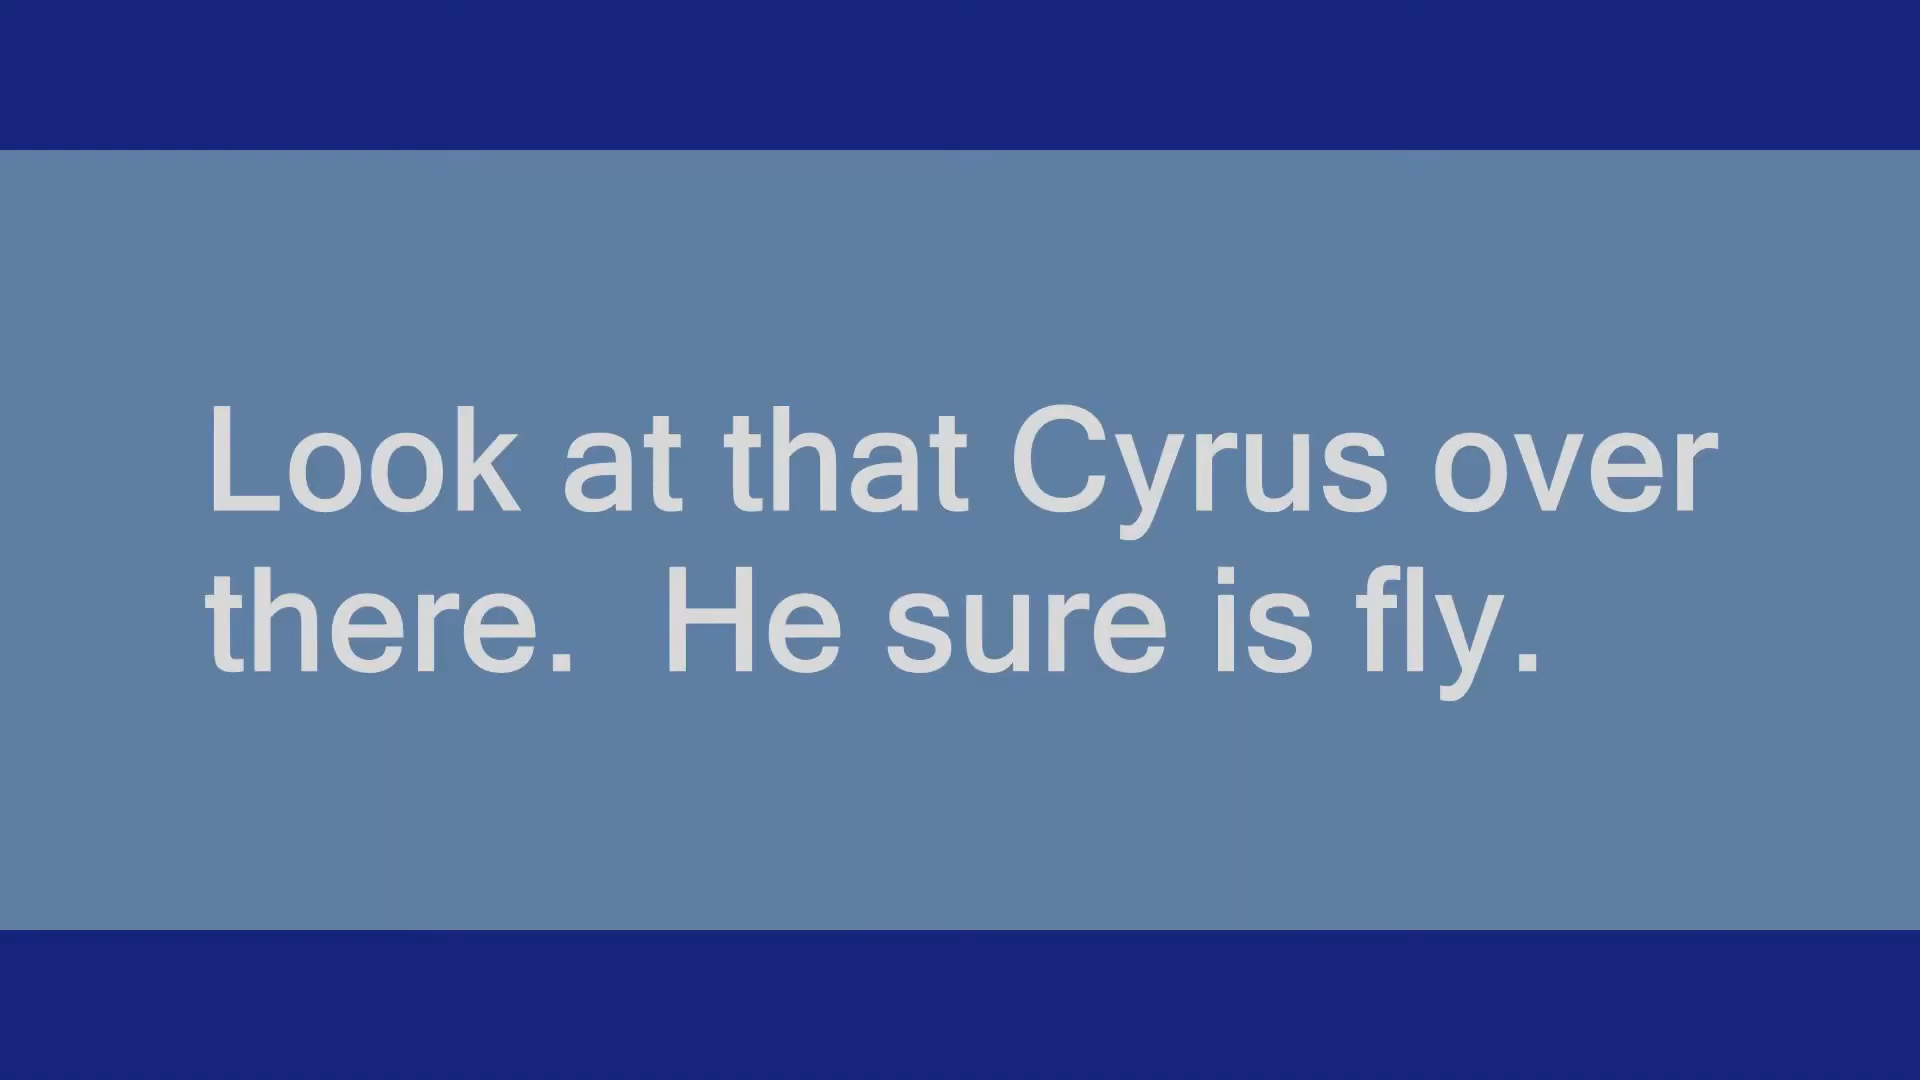 Look at that Cyrus over
there.  He sure is fly.